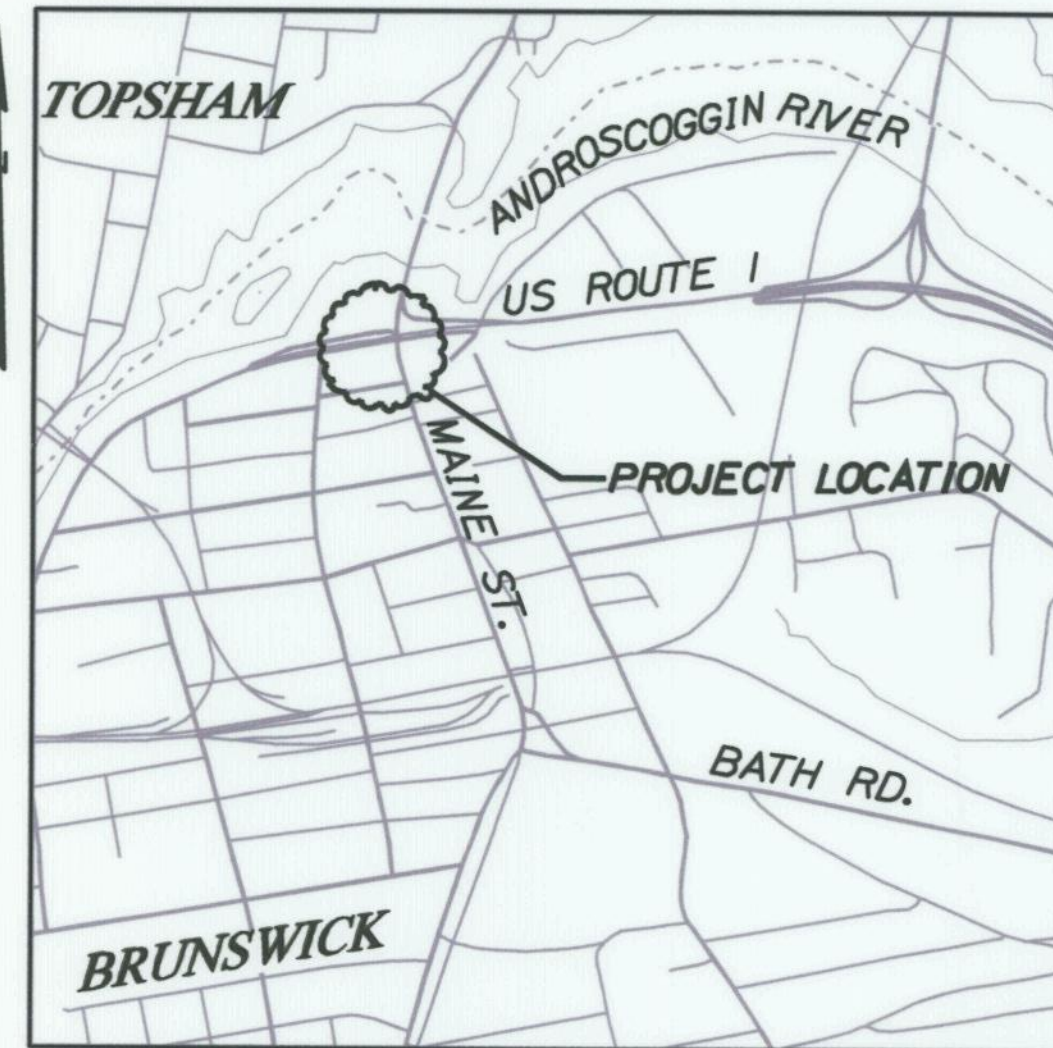 TOPSHAM
ANDROSCOGGIN RIVER
US ROUTE 1
MAINE ST.
PROJECT LOCATION
BATH RD.
BRUNSWICK